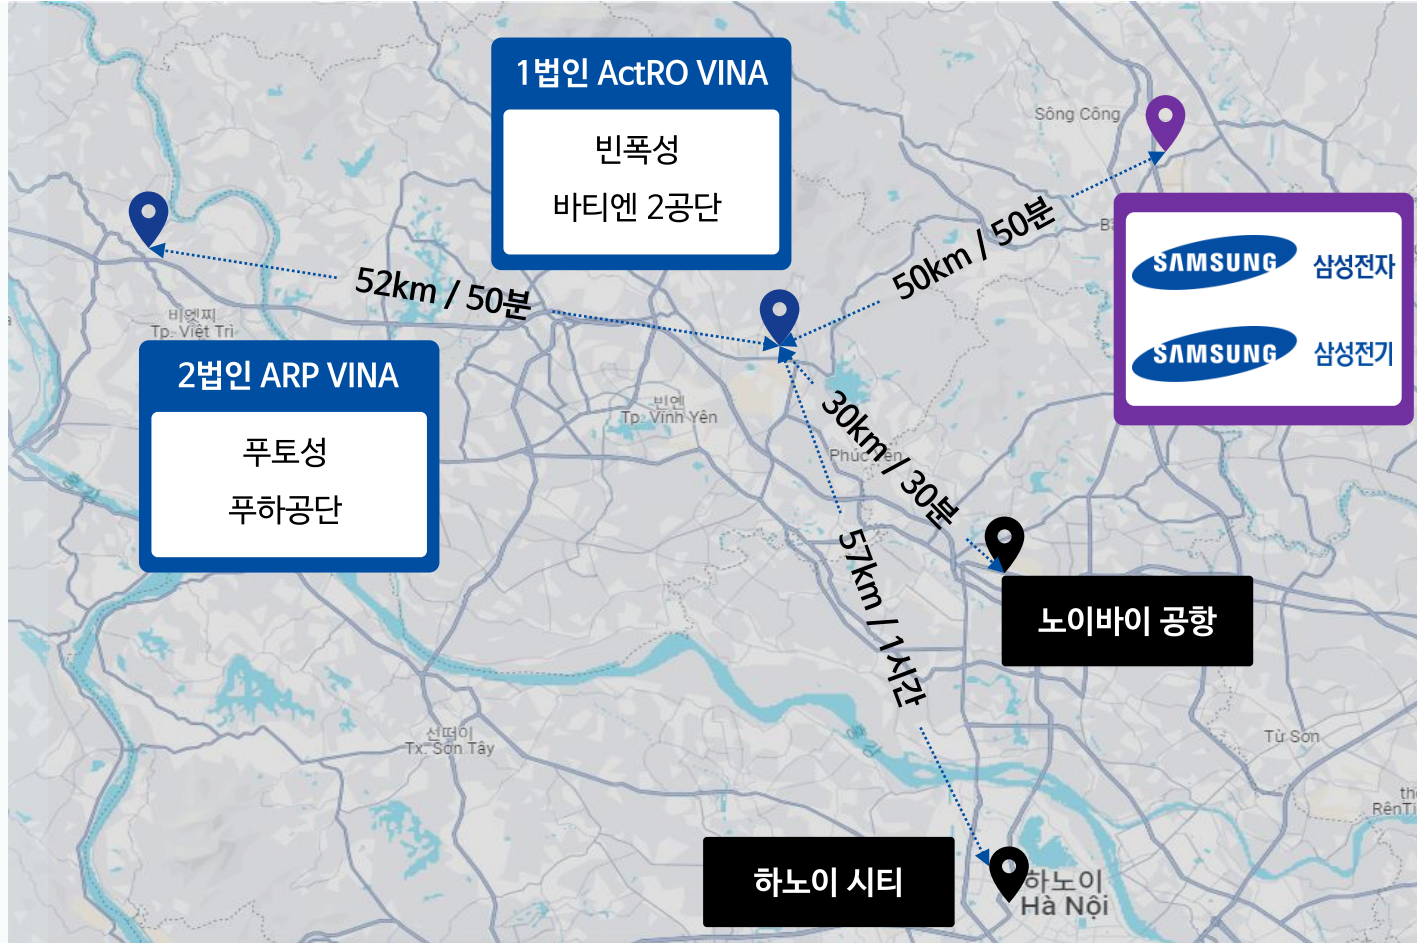 1법인 ActRO VINA
빈폭성
바티엔 2공단
Sông Công
50km / 50분
SAMSUNG 삼성전자
SAMSUNG 삼성전기
52km / 50분
비엣찌
Tp. Việt Trì
2법인 ARP VINA
푸토성
푸하공단
빈옌
Tp. Vĩnh Yên
30km / 30분
57km / 1시간
노이바이 공항
선떠이
Tx. Sơn Tây
Từ Sơn
하노이 시티
하노이
Hà Nội